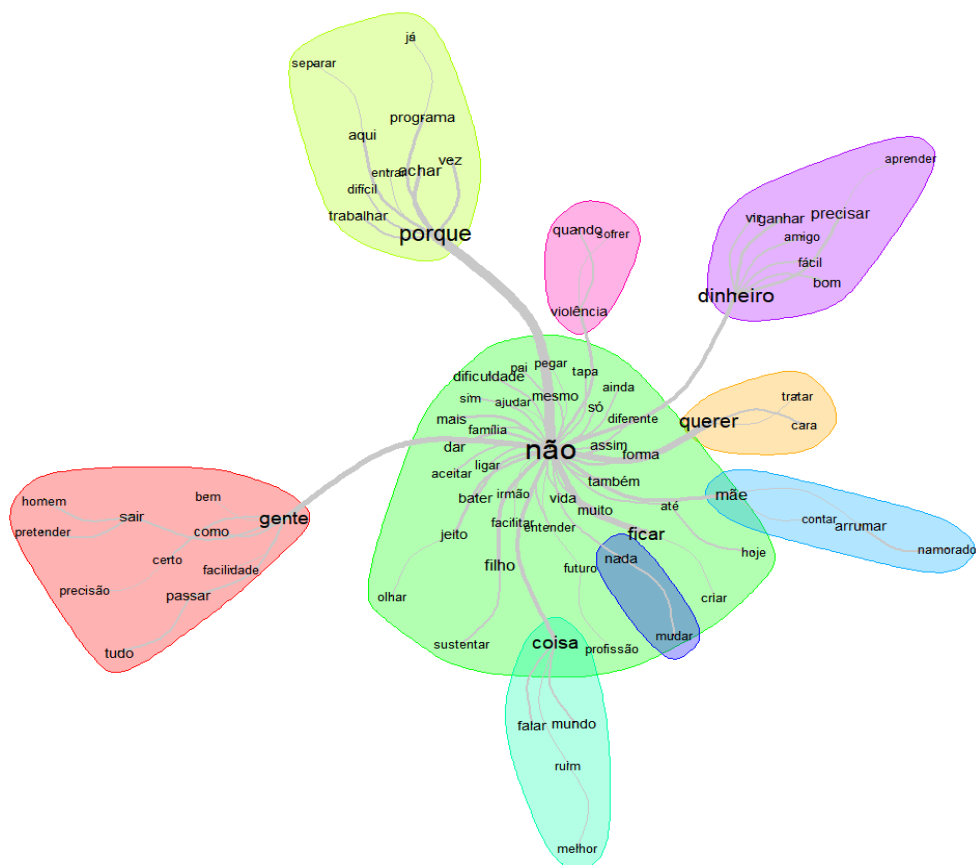 já
separar
programa
aqui
vez
entrar
achar
difícil
trabalhar
porque
quando
sofrer
violência
aprender
vir
ganhar
precisar
amigo
fácil
bom
dinheiro
tratar
querer
cara
pai
pegar
tapa
dificuldade
ainda
sim
ajudar
mesmo
só
mais
família
diferente
não
dar
assim
forma
aceitar
ligar
também
bater
irmão
vida
muito
até
facilitar
entender
ficar
jeito
hoje
filho
futuro
nada
olhar
criar
sustentar
profissão
mudar
mãe
contar
arrumar
namorado
homem
bem
sair
gente
pretender
como
certo
facilidade
precisão
passar
tudo
coisa
falar
mundo
ruim
melhor